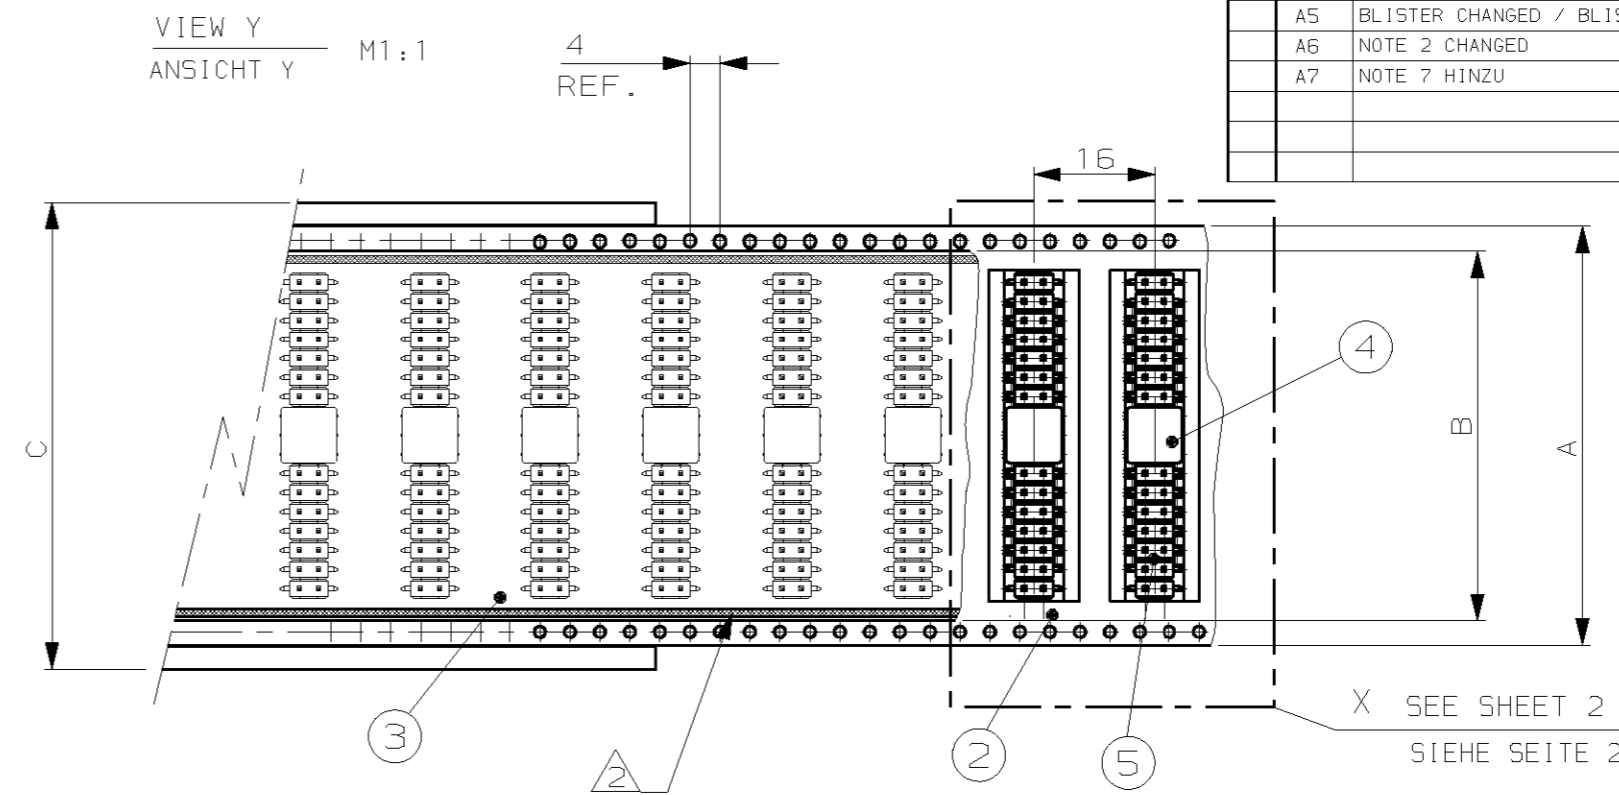 VIEW Y
ANSICHT Y
M1:1
4
REF.
A5 BLISTER CHANGED /
A6 NOTE 2 CHANGED
A7 NOTE 7 HINZU
16
C
B
A
4
3
2
2
5
X SEE SHEET 2
SIEHE SEITE 2